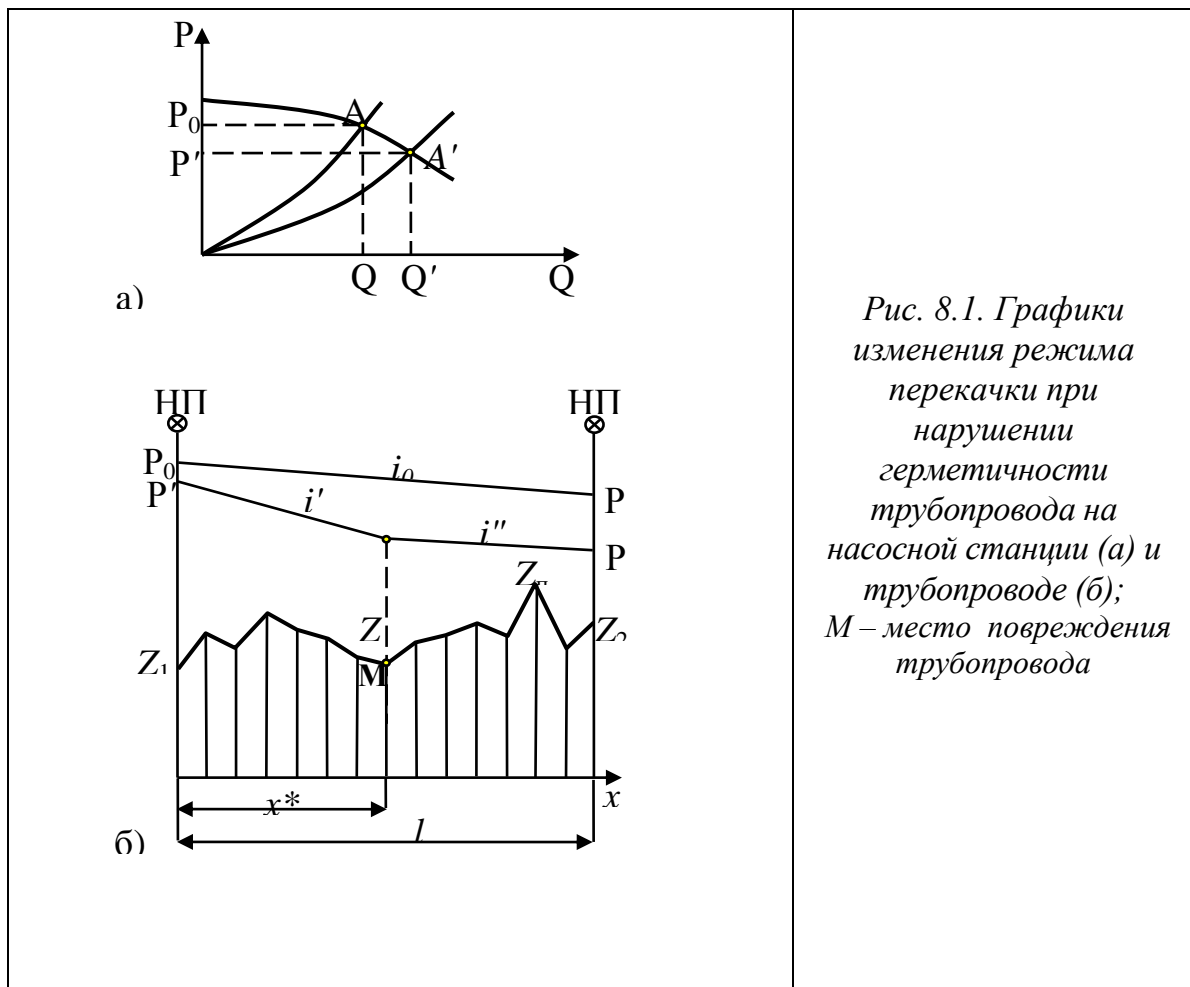 P
P₀
A
P'
A'
Q
Q'
Q
а)
НП
НП
P₀
i₀
P'
i'
P
i"
P
Zп
Z
Z₂
Z₁
М
x*
x
l
б)
Рис. 8.1. Графики
изменения режима
перекачки при
нарушении
герметичности
трубопровода на
насосной станции (а) и
трубопроводе (б);
М – место повреждения
трубопровода